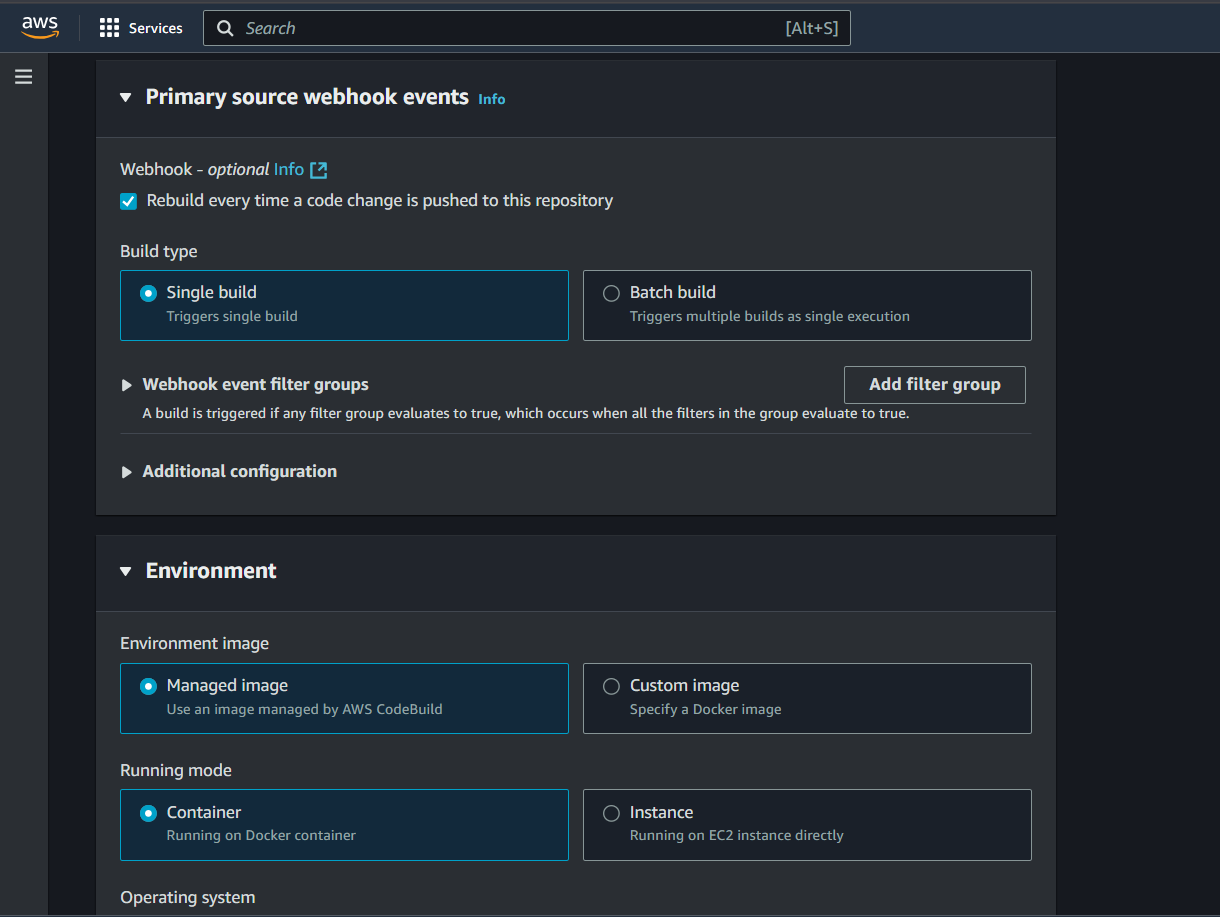 aws Services Search [Alt+S]
Primary source webhook events Info
Webhook - optional Info
Rebuild every time a code change is pushed to this repository
Build type
Single build
Triggers single build
Batch build
Triggers multiple builds as single execution
Webhook event filter groups
Add filter group
A build is triggered if any filter group evaluates to true, which occurs when all the filters in the group evaluate to true.
Additional configuration
Environment
Environment image
Managed image
Use an image managed by AWS CodeBuild
Custom image
Specify a Docker image
Running mode
Container
Running on Docker container
Instance
Running on EC2 instance directly
Operating system